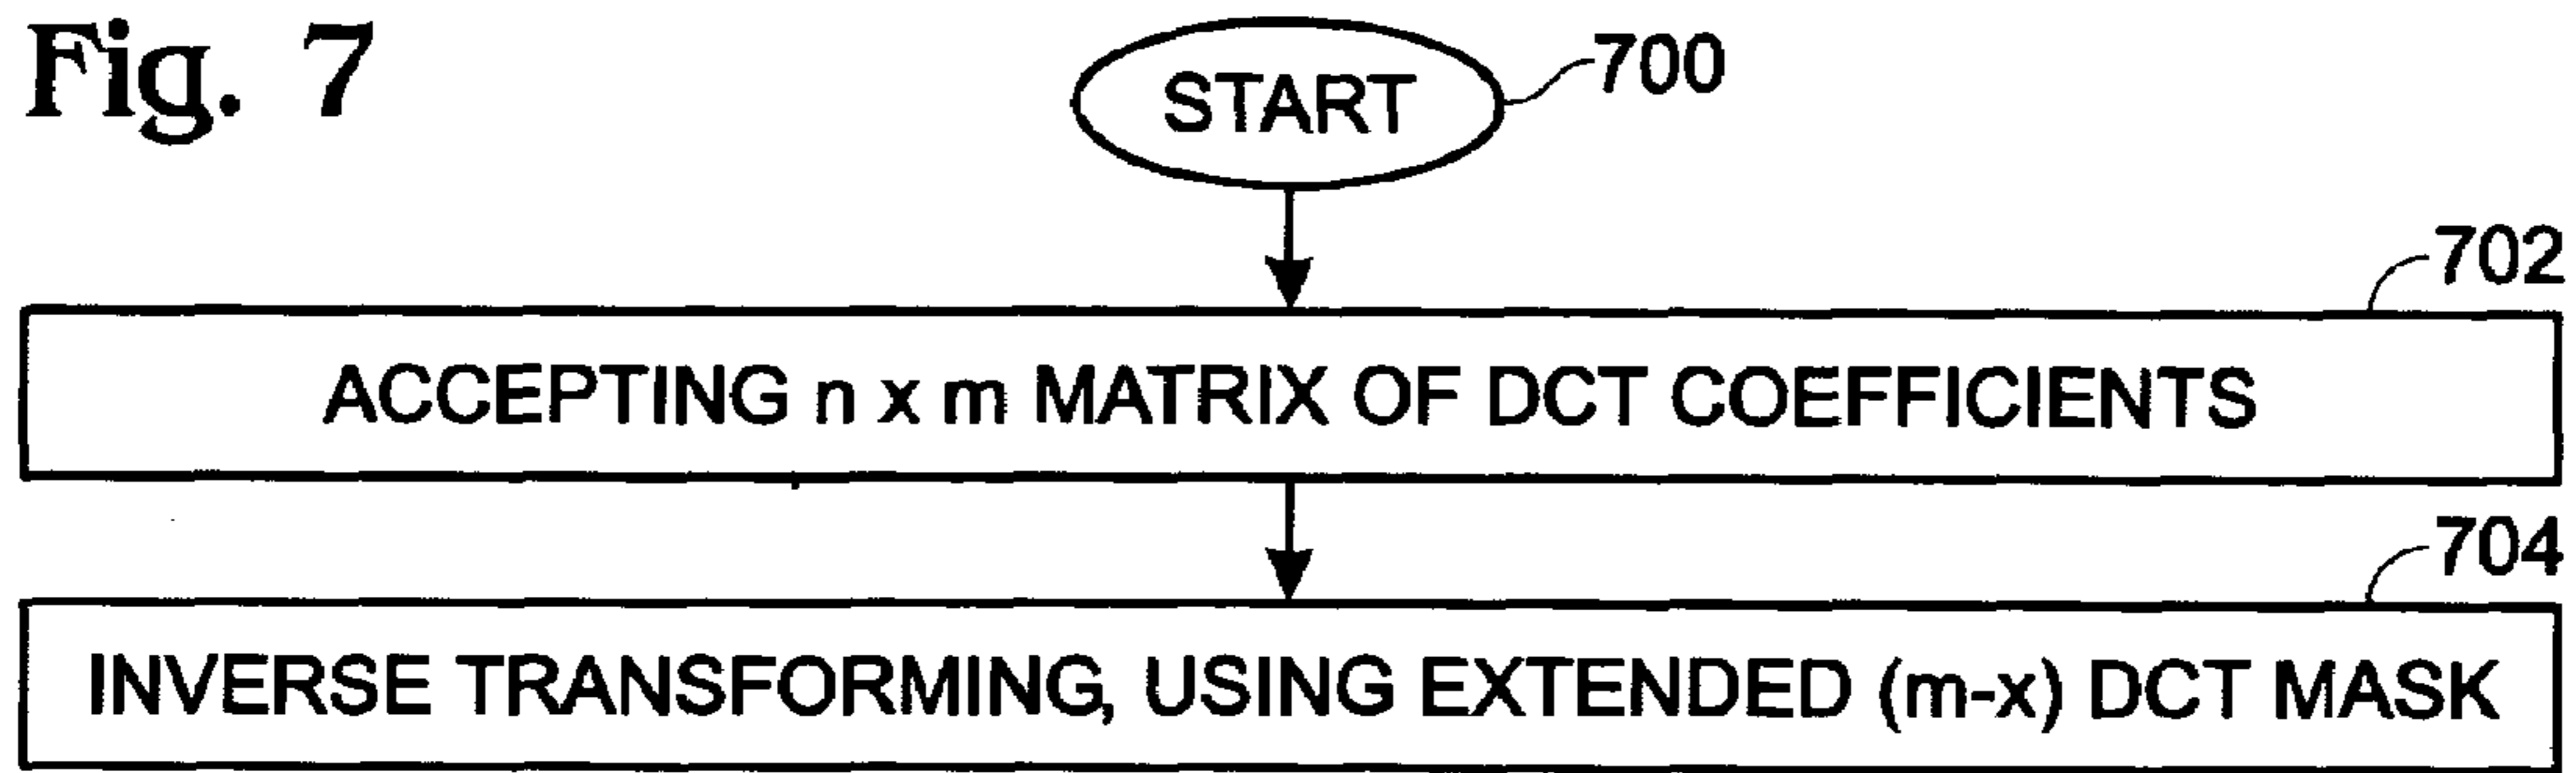 Fig. 7
START
700
702
ACCEPTING n x m MATRIX OF DCT COEFFICIENTS
704
INVERSE TRANSFORMING, USING EXTENDED (m-x) DCT MASK